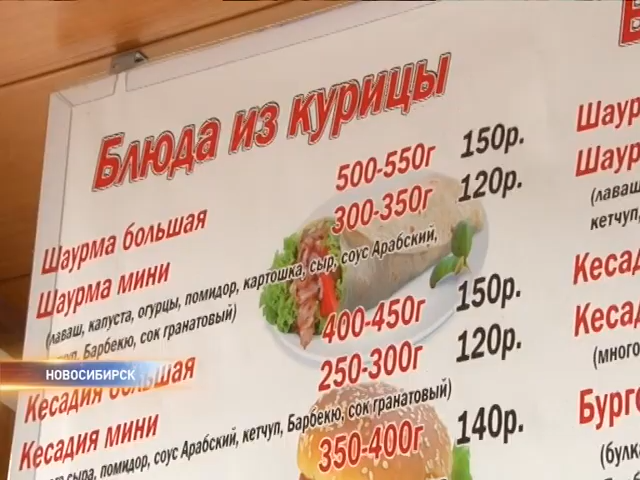 Блюда из курицы
Шаурма большая 500-550г 150р.
Шаурма мини 300-350г 120р.
(лаваш, капуста, огурцы, помидор, картошка, сыр, соус Арабский,
Барбекю, сок гранатовый)
Кесадия большая 400-450г 150р.
Кесадия мини 250-300г 120р.
сыра, помидор, соус Арабский, кетчуп, Барбекю, сок гранатовый)
350-400г 140р.
Шаур
Шаур
(лаваш
кетчуп,
Кесад
Кесад
(много
Бург
(булка
НОВОСИБИРСК